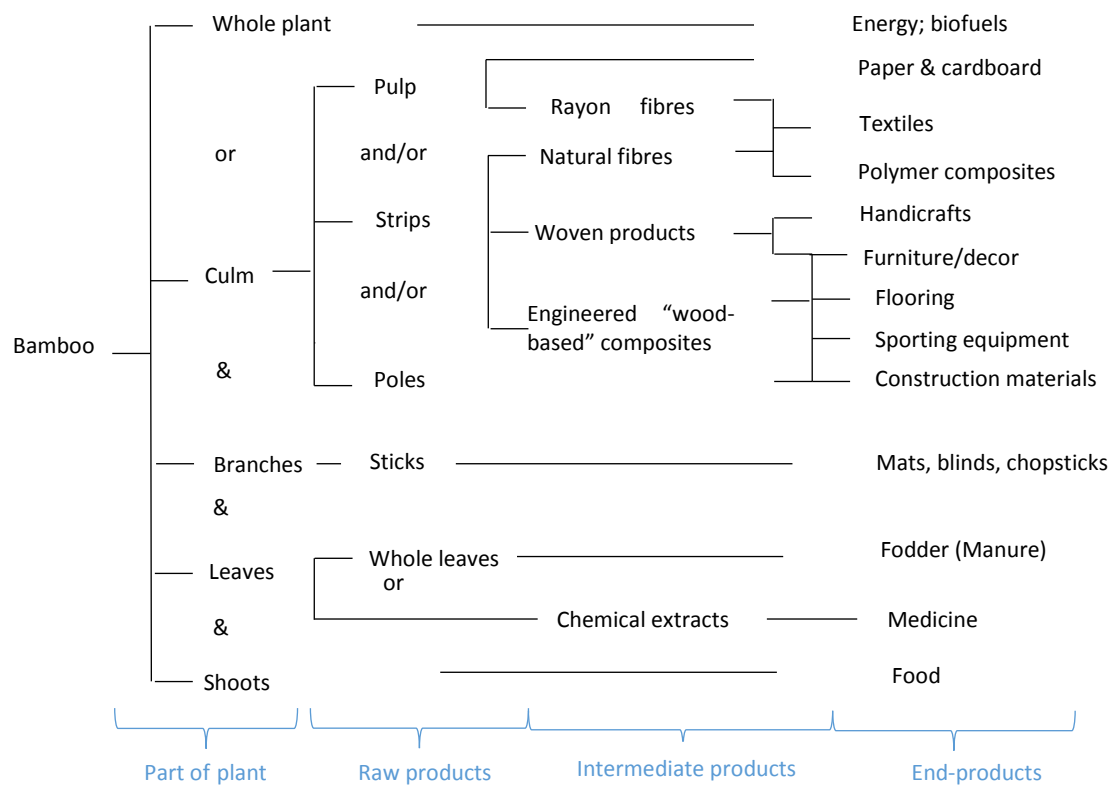 Whole plant
Energy; biofuels
Paper & cardboard
Pulp
Rayon fibres
Textiles
or
and/or
Natural fibres
Polymer composites
Handicrafts
Strips
Woven products
Furniture/decor
Culm
and/or
Flooring
Engineered “wood-
based” composites
Sporting equipment
Bamboo
&
Poles
Construction materials
Branches
Sticks
Mats, blinds, chopsticks
&
Whole leaves
Fodder (Manure)
Leaves
or
&
Chemical extracts
Medicine
Shoots
Food
Part of plant
Raw products
Intermediate products
End-products